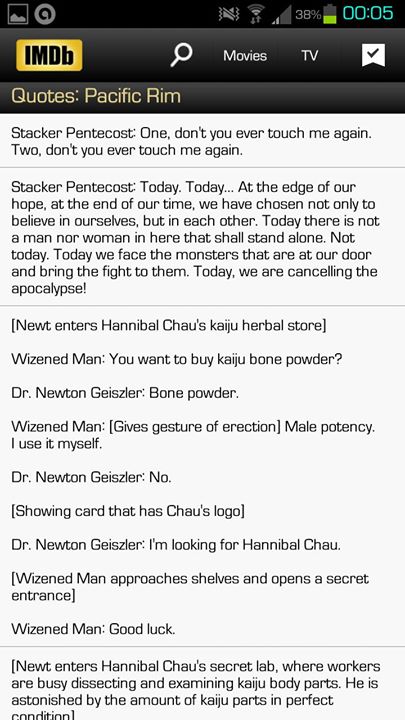 38% 00:05
IMDb Movies TV
Quotes: Pacific Rim
Stacker Pentecost: One, don't you ever touch me again.
Two, don't you ever touch me again.
Stacker Pentecost: Today. Today... At the edge of our
hope, at the end of our time, we have chosen not only to
believe in ourselves, but in each other. Today there is not
a man nor woman in here that shall stand alone. Not
today. Today we face the monsters that are at our door
and bring the fight to them. Today, we are cancelling the
apocalypse!
[Newt enters Hannibal Chau's kaiju herbal store]
Wizened Man: You want to buy kaiju bone powder?
Dr. Newton Geiszler: Bone powder.
Wizened Man: [Gives gesture of erection] Male potency.
I use it myself.
Dr. Newton Geiszler: No.
[Showing card that has Chau's logo]
Dr. Newton Geiszler: I'm looking for Hannibal Chau.
[Wizened Man approaches shelves and opens a secret
entrance]
Wizened Man: Good luck.
[Newt enters Hannibal Chau's secret lab, where workers
are busy dissecting and examining kaiju body parts. He is
astonished by the amount of kaiju parts in perfect
condition]